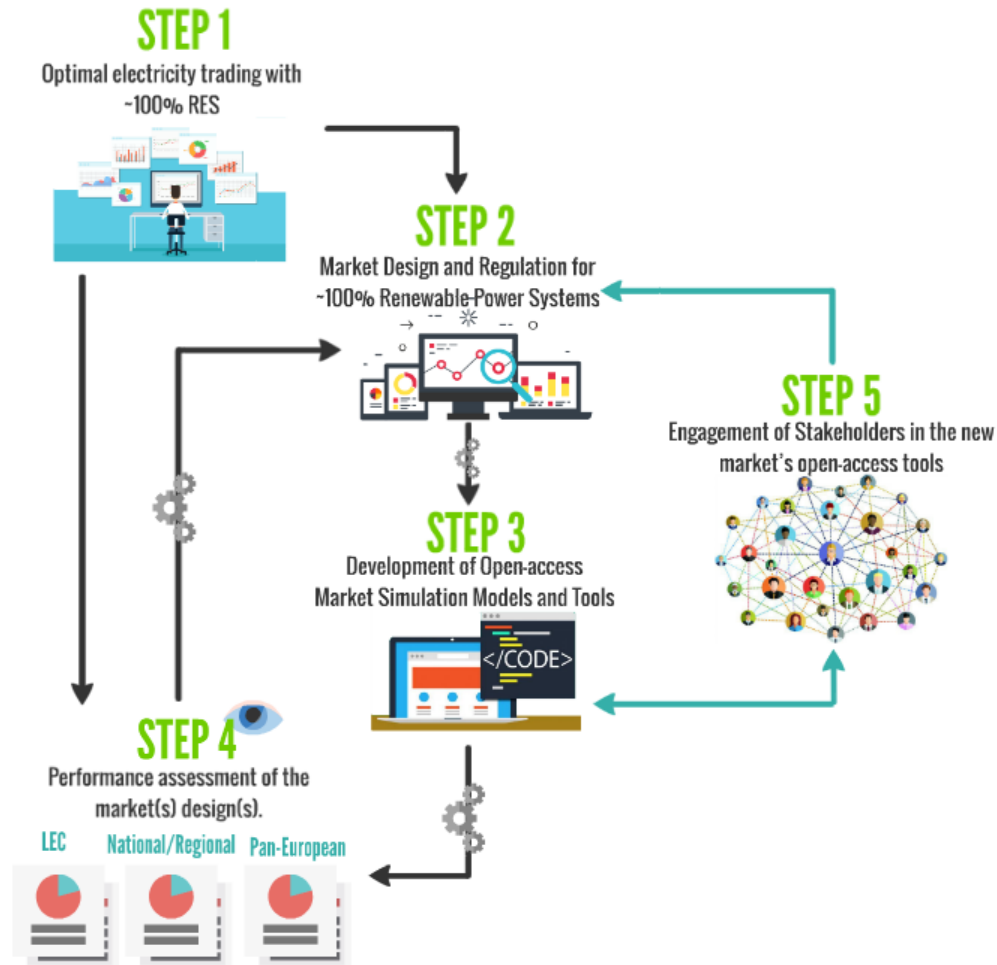 STEP 1
Optimal electricity trading with
~100% RES
STEP 2
Market Design and Regulation for
~100% Renewable-Power Systems
STEP 5
Engagement of Stakeholders in the new
market's open-access tools
STEP 3
Development of Open-access
Market Simulation Models and Tools
</CODE>
STEP 4
Performance assessment of the
market(s) design(s).
LEC
National/Regional
Pan-European